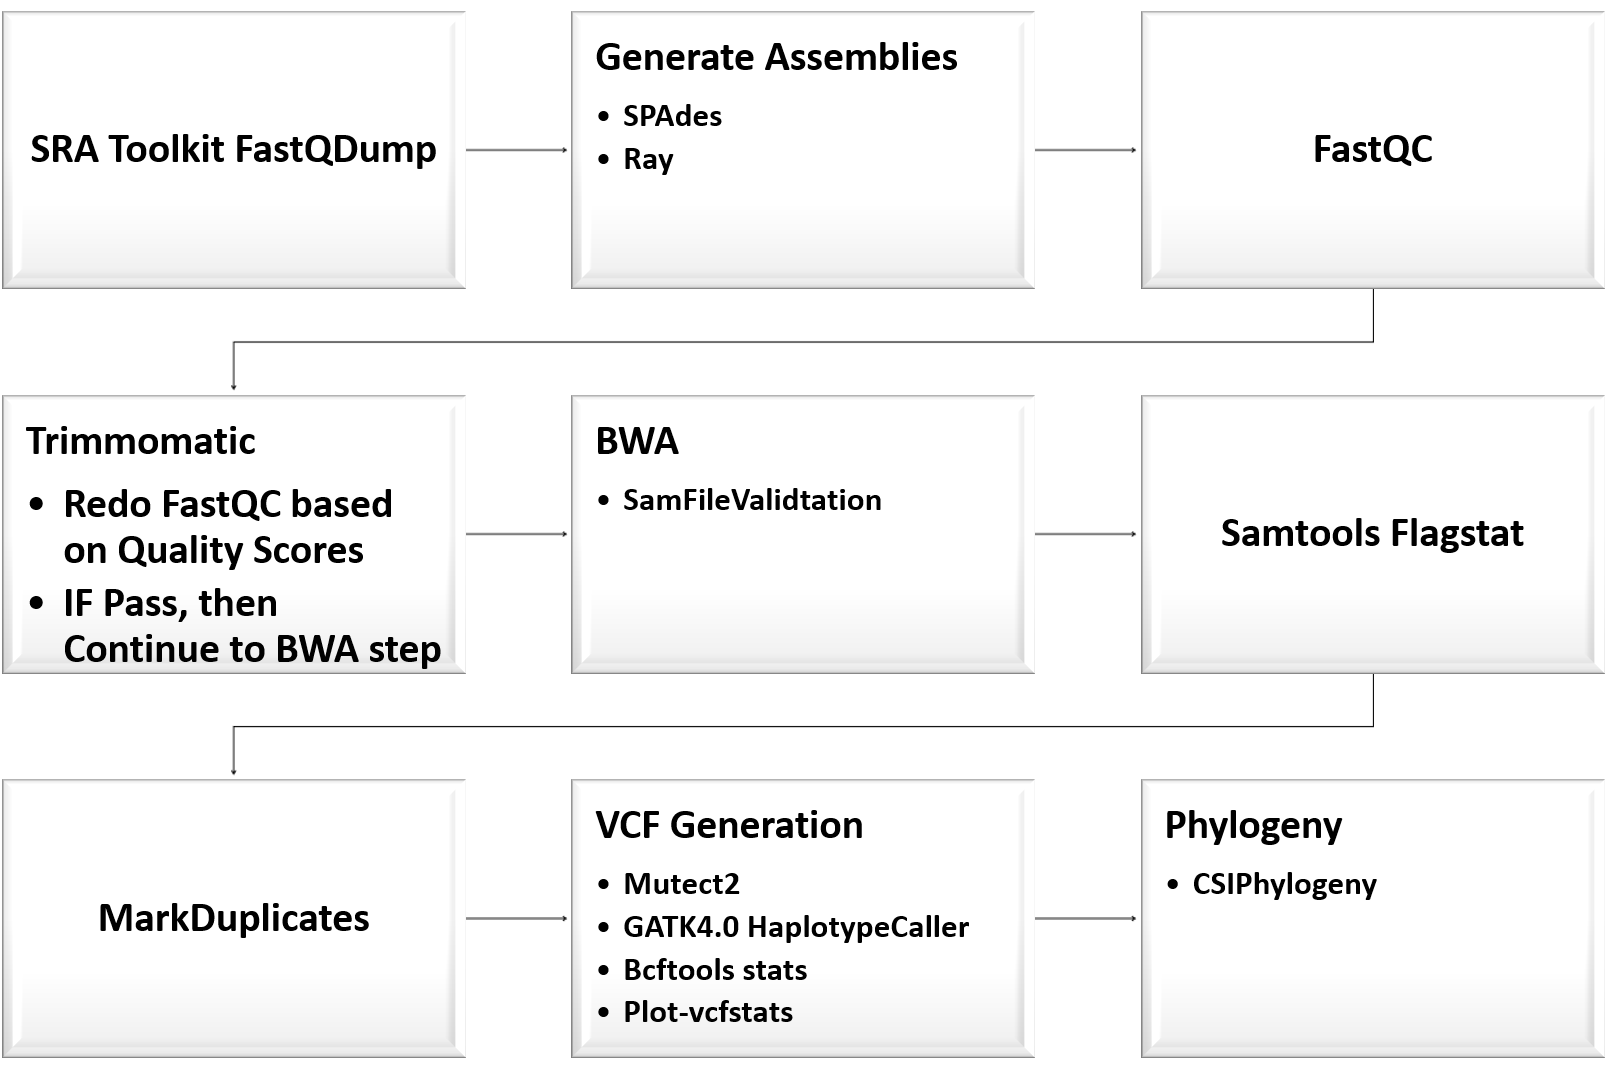 SRA Toolkit FastQDump
Generate Assemblies
• SPAdes
• Ray
FastQC
Trimmomatic
• Redo FastQC based
on Quality Scores
• IF Pass, then
Continue to BWA step
BWA
• SamFileValidtation
Samtools Flagstat
MarkDuplicates
VCF Generation
• Mutect2
• GATK4.0 HaplotypeCaller
• Bcftools stats
• Plot-vcfstats
Phylogeny
• CSIPhylogeny